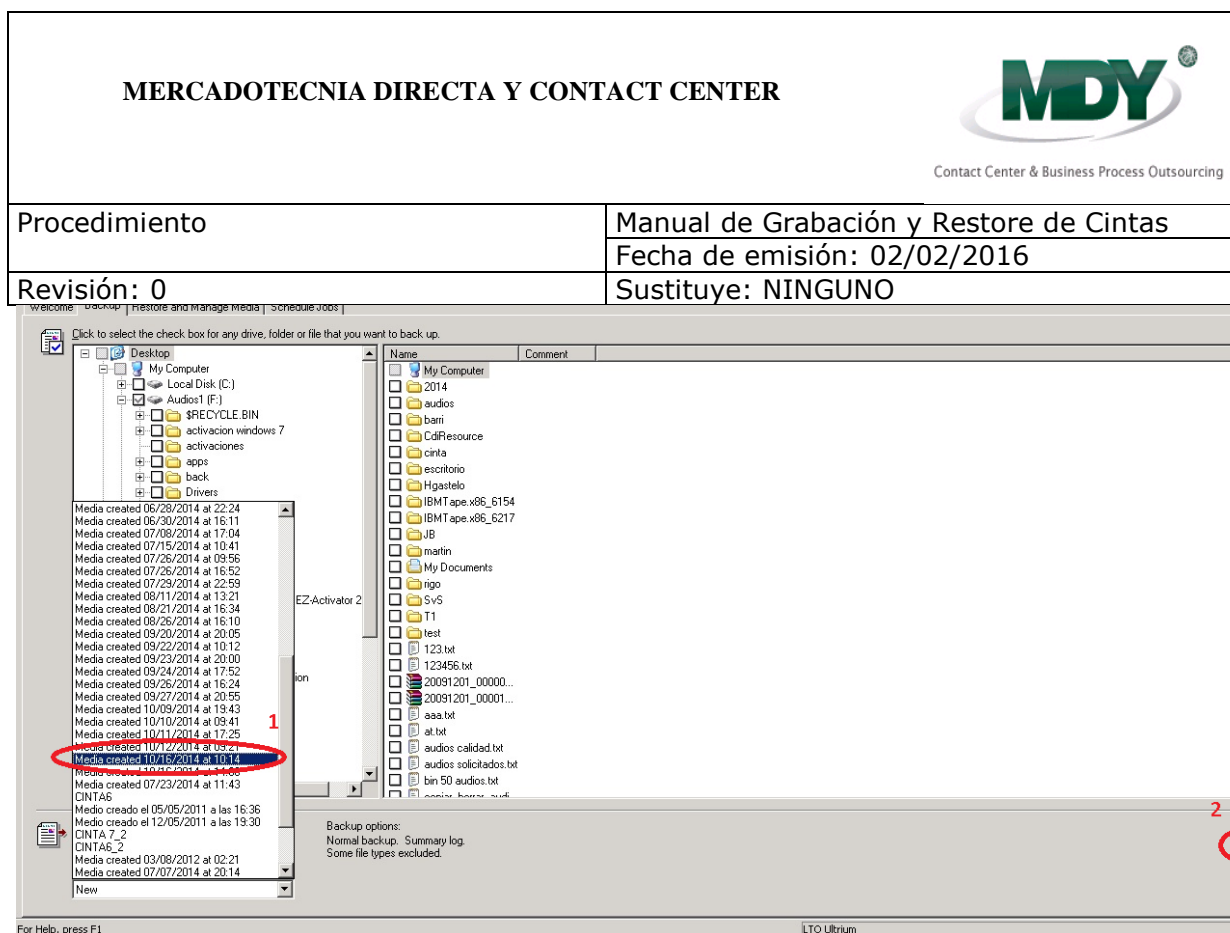 MERCADOTECNIA DIRECTA Y CONTACT CENTER
MDY
Contact Center & Business Process Outsourcing
Procedimiento
Manual de Grabación y Restore de Cintas
Fecha de emisión: 02/02/2016
Revisión: 0
Sustituye: NINGUNO
Welcome Backup Restore and Manage Media Schedule Jobs
Click to select the check box for any drive, folder or file that you want to back up.
Desktop
My Computer
Local Disk (C:)
Audios1 (F:)
$RECYCLE.BIN
activacion windows 7
activaciones
apps
back
Drivers
EZ-Activator 2
ion
Media created 06/28/2014 at 22:24
Media created 06/30/2014 at 16:11
Media created 07/08/2014 at 17:04
Media created 07/15/2014 at 10:41
Media created 07/26/2014 at 09:56
Media created 07/26/2014 at 16:52
Media created 07/29/2014 at 22:59
Media created 08/11/2014 at 13:21
Media created 08/21/2014 at 16:34
Media created 08/26/2014 at 16:10
Media created 09/20/2014 at 20:05
Media created 09/22/2014 at 10:12
Media created 09/23/2014 at 20:00
Media created 09/24/2014 at 17:52
Media created 09/26/2014 at 16:24
Media created 09/27/2014 at 20:55
Media created 10/09/2014 at 19:43
Media created 10/10/2014 at 09:41
Media created 10/11/2014 at 17:25
1
Media created 10/12/2014 at 09:21
Media created 10/16/2014 at 10:14
Media created 07/23/2014 at 11:43
CINTA6
Medio creado el 05/05/2011 a las 16:36
Medio creado el 12/05/2011 a las 19:30
CINTA 7_2
CINTA6_2
Media created 03/08/2012 at 02:21
Media created 07/07/2014 at 20:14
New
Name Comment
My Computer
2014
audios
barri
CdiResource
cinta
escritorio
Hgastelo
IBMTape.x86_6154
IBMTape.x86_6217
JB
martin
My Documents
rigo
SvS
T1
test
123.txt
123456.txt
20091201_00000...
20091201_00001...
aaa.txt
at.txt
audios calidad.txt
audios solicitados.txt
bin 50 audios.txt
2
Backup options:
Normal backup. Summary log.
Some file types excluded.
For Help, press F1
LTO Ultrium